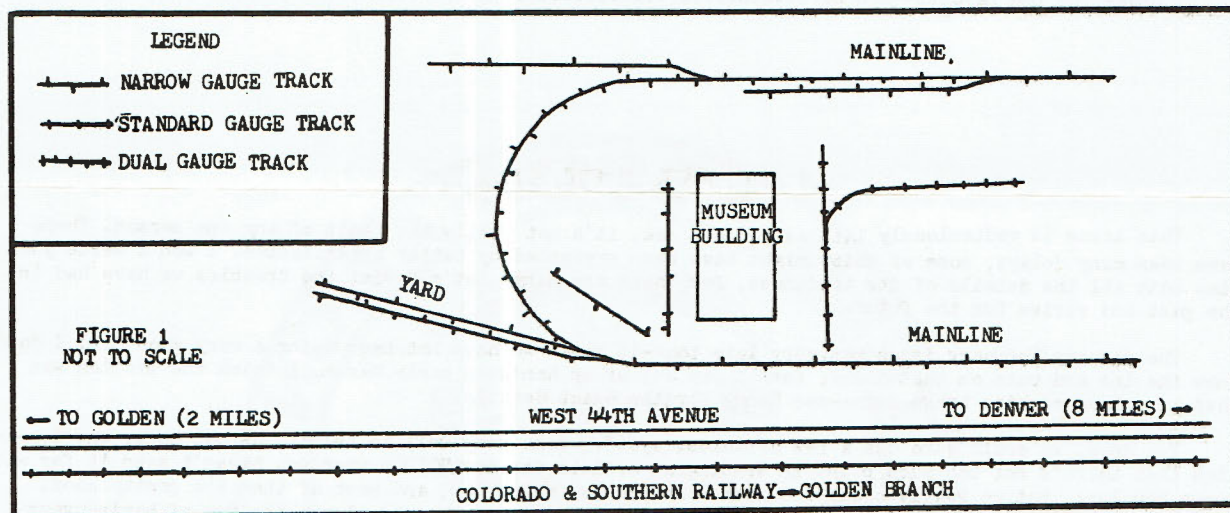 LEGEND
NARROW GAUGE TRACK
STANDARD GAUGE TRACK
DUAL GAUGE TRACK
MAINLINE
MUSEUM
BUILDING
YARD
FIGURE 1
NOT TO SCALE
MAINLINE
TO GOLDEN (2 MILES)
WEST 44TH AVENUE
TO DENVER (8 MILES)
COLORADO & SOUTHERN RAILWAY—GOLDEN BRANCH